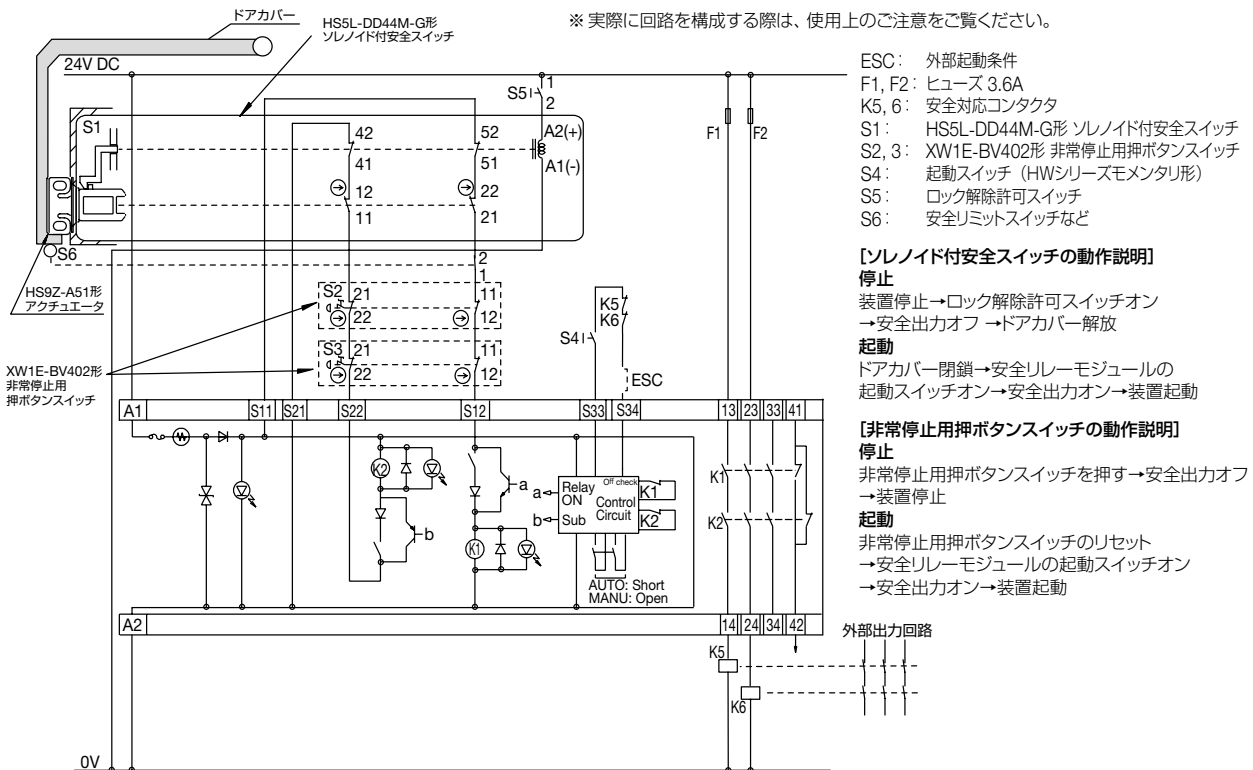 ※ 実際に回路を構成する際は、使用上のご注意をご覧ください。
ドアカバー
HS5L-DD44M-G形
ソレノイド付安全スイッチ
24V DC
S1
42
41
12
11
52
51
22
21
S5
1
2
A2(+)
A1(-)
F1
F2
S6
2
1
HS9Z-A51形
アクチュエータ
S2
21
22
11
12
S3
21
22
11
12
XW1E-BV402形
非常停止用
押ボタンスイッチ
K5
K6
S4
ESC
A1
S11
S21
S22
S12
S33
S34
13
23
33
41
K2
b
a
K1
a
b
Relay
ON
Sub
Off check
Control
Circuit
K1
K2
AUTO: Short
MANU: Open
K1
K2
A2
14
24
34
42
K5
K6
外部出力回路
0V
ESC： 外部起動条件
F1, F2： ヒューズ 3.6A
K5, 6： 安全対応コンタクタ
S1： HS5L-DD44M-G形 ソレノイド付安全スイッチ
S2, 3： XW1E-BV402形 非常停止用押ボタンスイッチ
S4： 起動スイッチ（HWシリーズモメンタリ形）
S5： ロック解除許可スイッチ
S6： 安全リミットスイッチなど
[ソレノイド付安全スイッチの動作説明]
停止
装置停止→ロック解除許可スイッチオン
→安全出力オフ →ドアカバー解放
起動
ドアカバー閉鎖→安全リレーモジュールの
起動スイッチオン→安全出力オン→装置起動
[非常停止用押ボタンスイッチの動作説明]
停止
非常停止用押ボタンスイッチを押す→安全出力オフ
→装置停止
起動
非常停止用押ボタンスイッチのリセット
→安全リレーモジュールの起動スイッチオン
→安全出力オン→装置起動